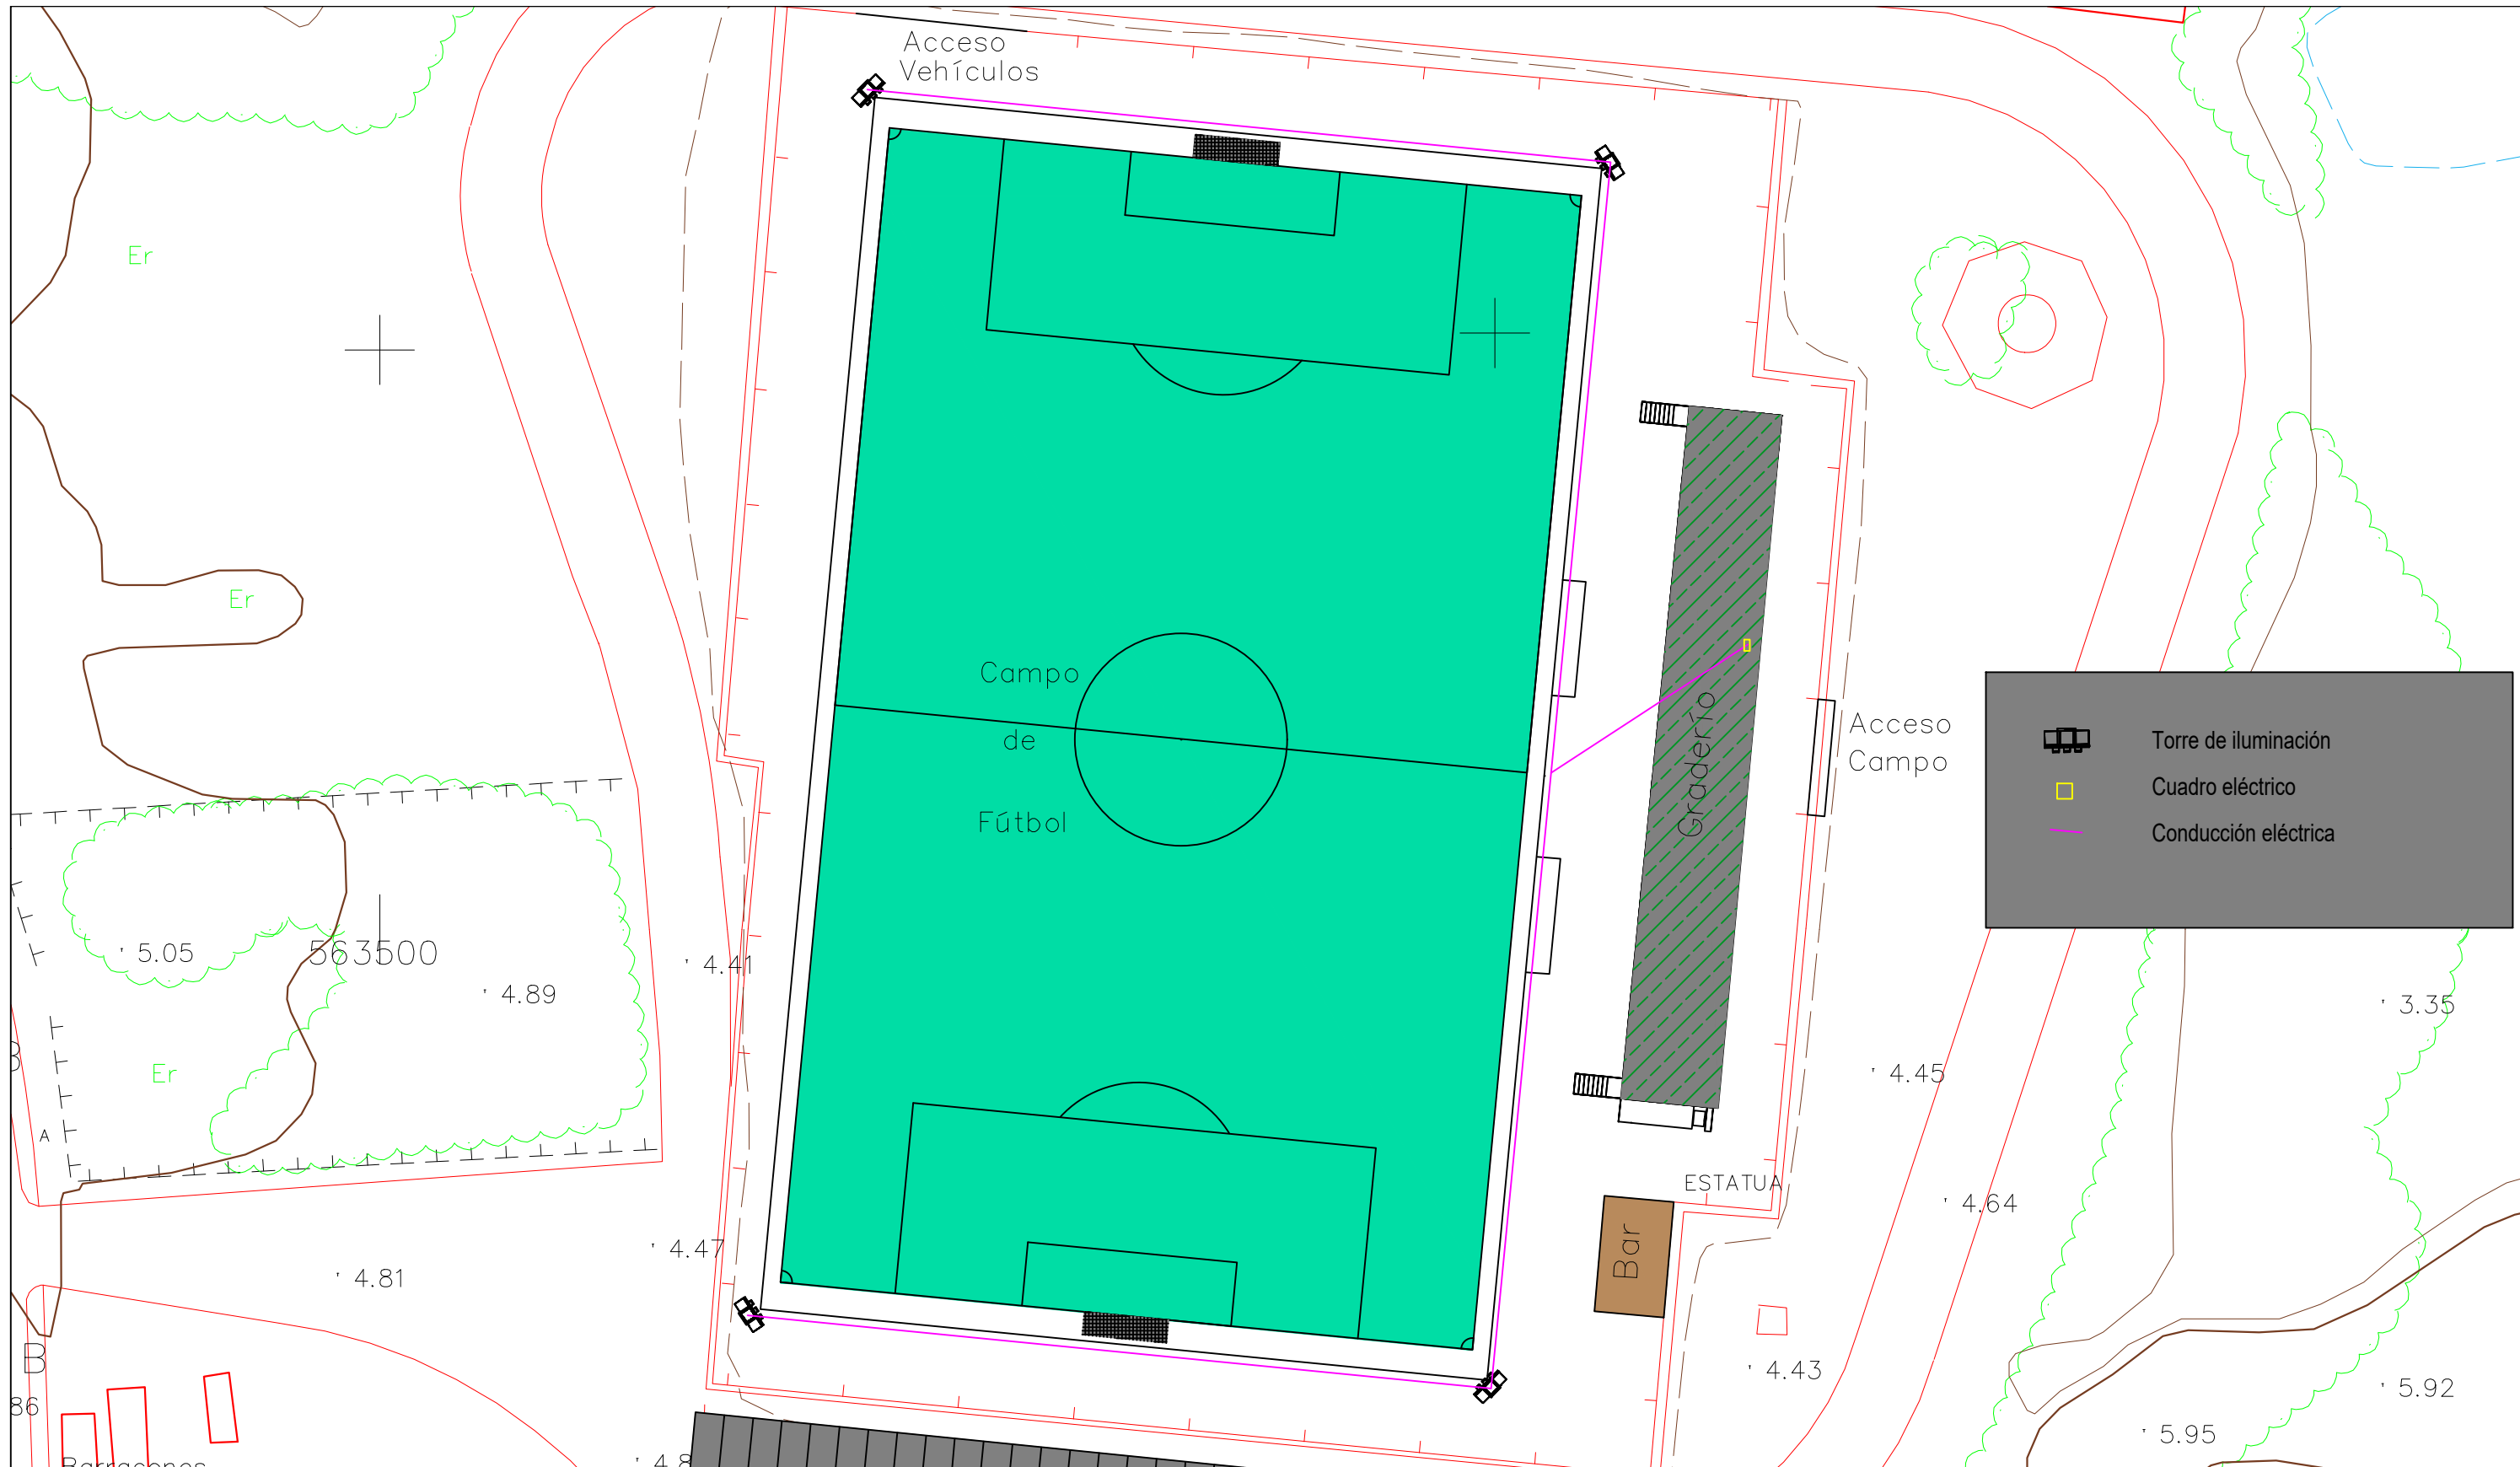 Acceso
Vehículos
Er
Er
Campo
de
Fútbol
Graderío
Acceso
Campo
Torre de iluminación
Cuadro eléctrico
Conducción eléctrica
5.05
563500
4.41
4.89
3.35
Er
4.45
A
ESTATUA
4.64
Bar
4.47
4.81
B
4.43
5.92
86
5.95